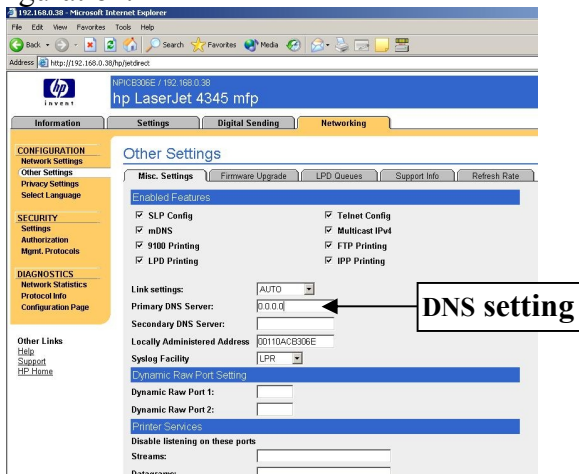 192.168.0.38 - Microsoft Internet Explorer
File Edit View Favorites Tools Help
Back Search Favorites Media
Address http://192.168.0.38/hp/jetdirect
hp
invent
NPICB306E / 192.168.0.38
hp LaserJet 4345 mfp
Information Settings Digital Sending Networking
CONFIGURATION
Network Settings
Other Settings
Privacy Settings
Select Language
SECURITY
Settings
Authorization
Mgmt. Protocols
DIAGNOSTICS
Network Statistics
Protocol Info
Configuration Page
Other Links
Help
Support
HP Home
Other Settings
Misc. Settings Firmware Upgrade LPD Queues Support Info Refresh Rate
Enabled Features
SLP Config Telnet Config
mDNS Multicast IPv4
9100 Printing FTP Printing
LPD Printing IPP Printing
Link settings: AUTO
Primary DNS Server: 0.0.0.0
DNS setting
Secondary DNS Server:
Locally Administered Address 00110ACB306E
Syslog Facility LPR
Dynamic Raw Port Setting
Dynamic Raw Port 1:
Dynamic Raw Port 2:
Printer Services
Disable listening on these ports
Streams:
Datagrams: